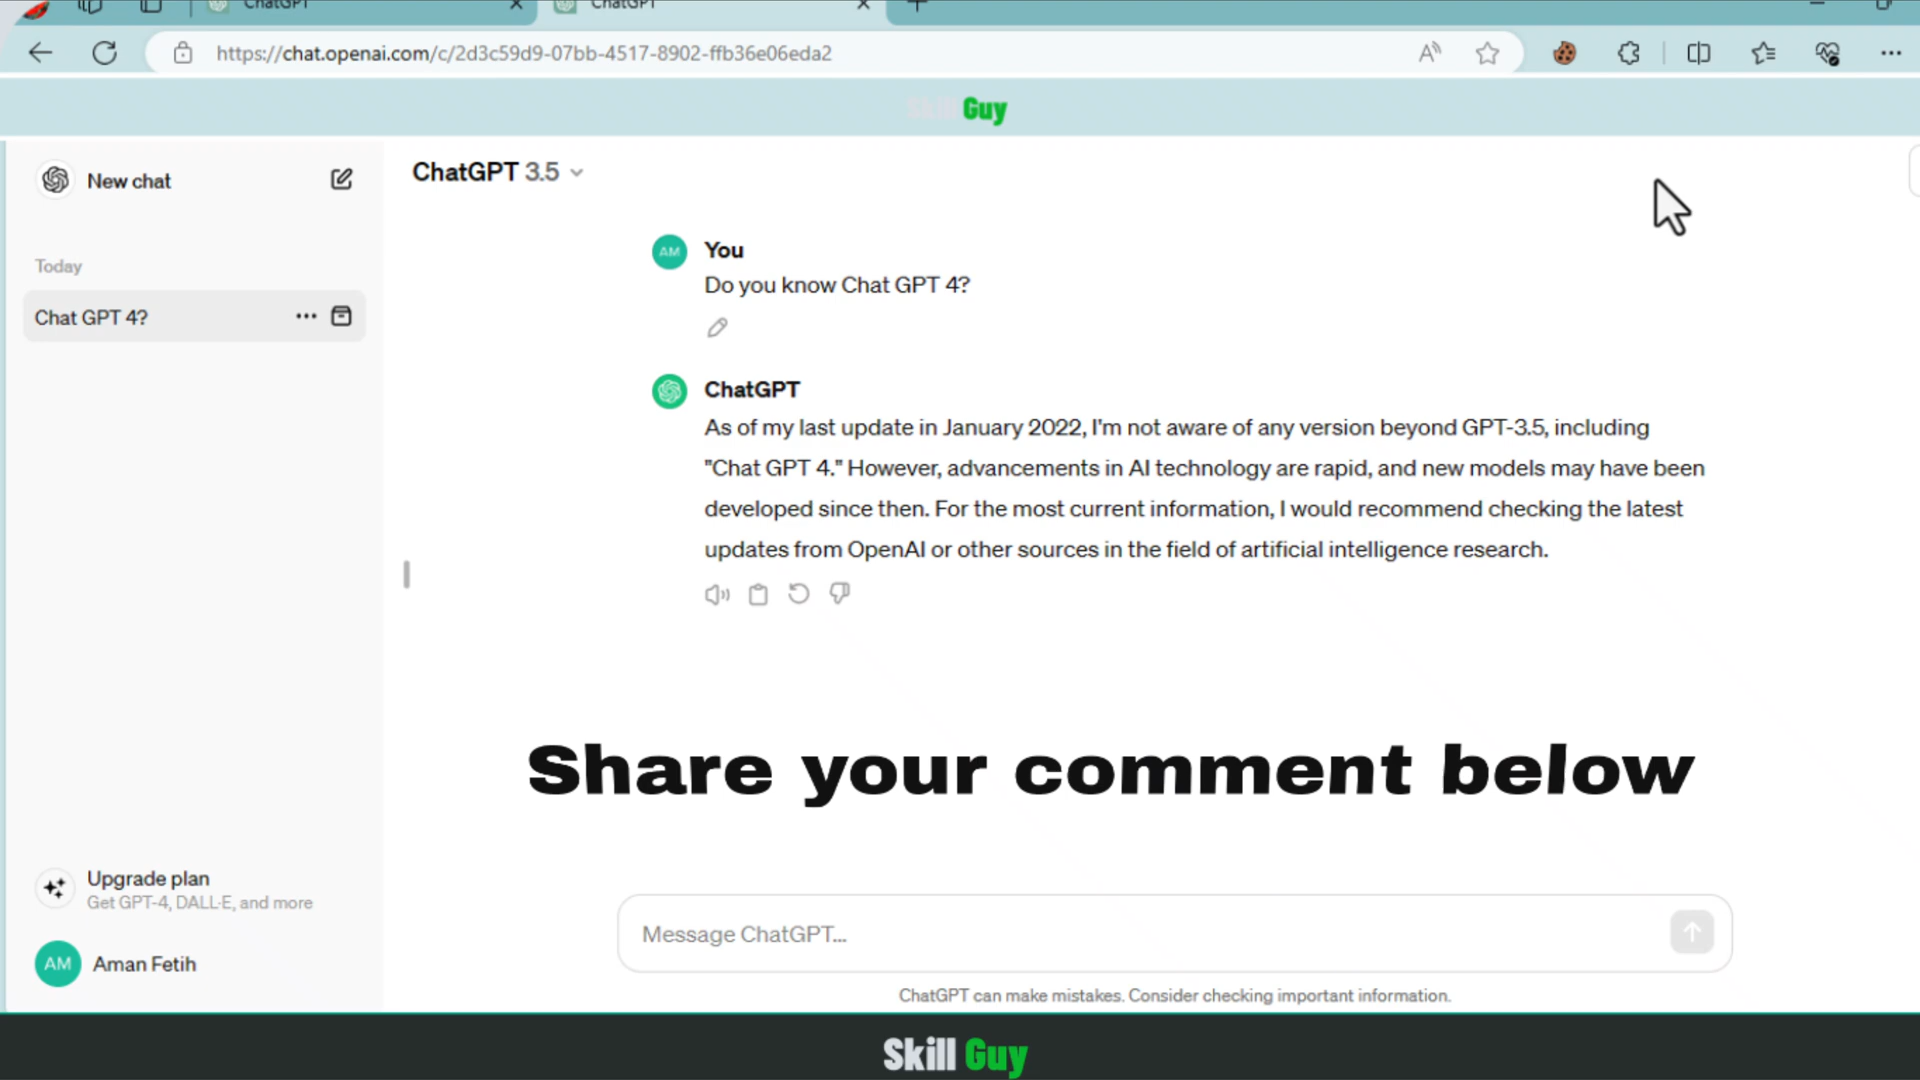 ChatGPT
ChatGPT
https://chat.openai.com/c/2d3c59d9-07bb-4517-8902-ffb36e06eda2
Skill Guy
New chat
ChatGPT 3.5
Today
Chat GPT 4?
AM
You
Do you know Chat GPT 4?
ChatGPT
As of my last update in January 2022, I'm not aware of any version beyond GPT-3.5, including
"Chat GPT 4." However, advancements in AI technology are rapid, and new models may have been
developed since then. For the most current information, I would recommend checking the latest
updates from OpenAI or other sources in the field of artificial intelligence research.
Share your comment below
Upgrade plan
Get GPT-4, DALL·E, and more
AM
Aman Fetih
Message ChatGPT...
ChatGPT can make mistakes. Consider checking important information.
Skill Guy